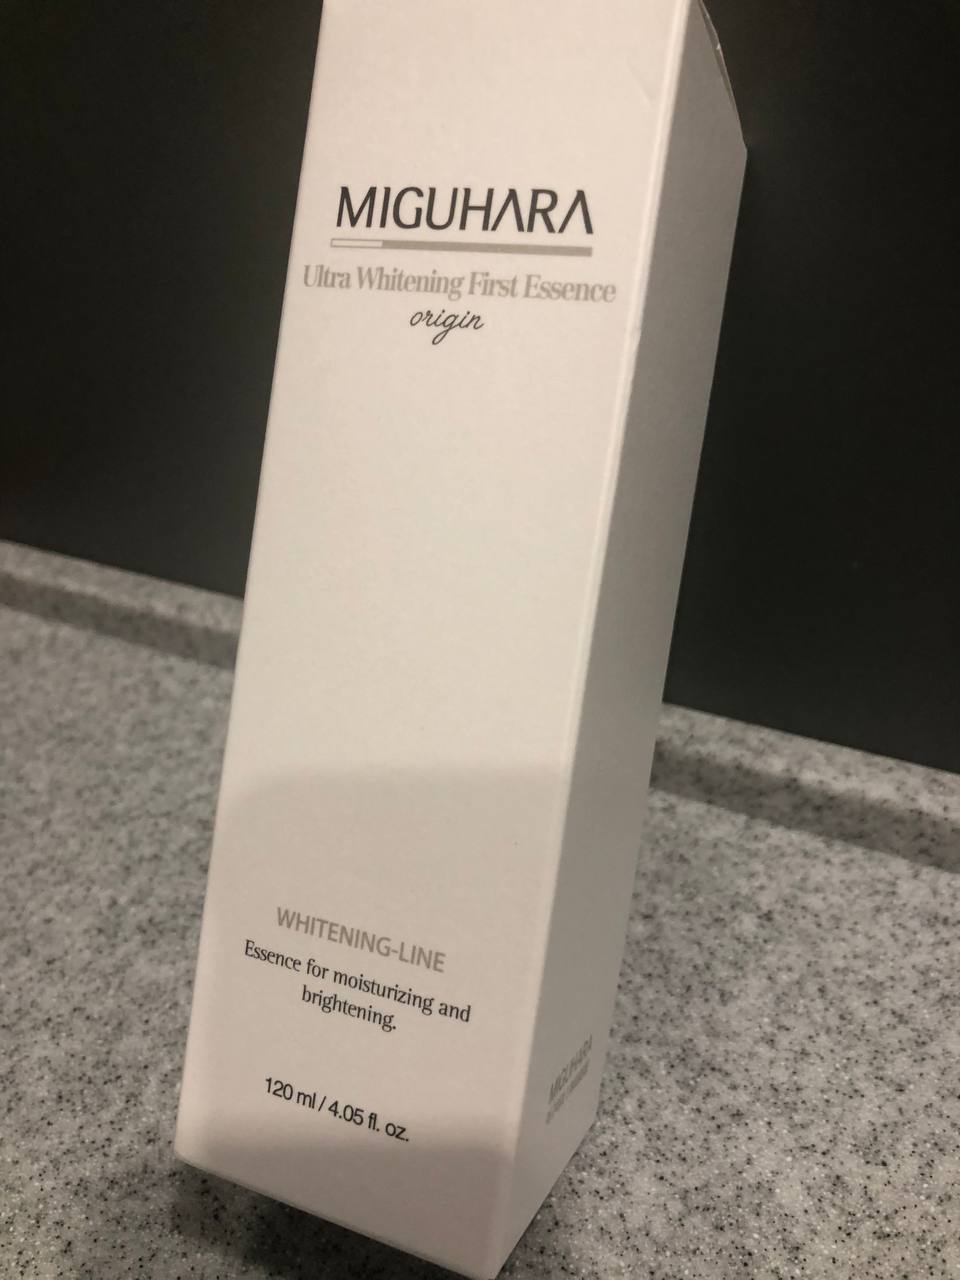 MIGUHARA
Ultra Whitening First Essence
origin
WHITENING-LINE
Essence for moisturizing and
brightening.
120 ml / 4.05 fl. oz.
MIGUHARA